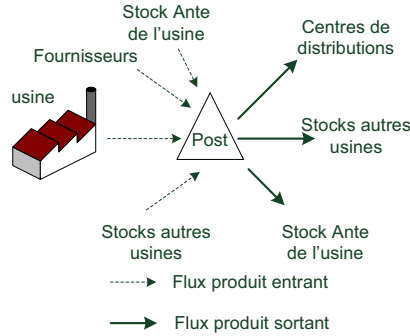 Stock Ante
de l'usine
Fournisseurs
usine
Centres de
distributions
Post
Stocks autres
usines
Stocks autres
usines
Stock Ante
de l'usine
Flux produit entrant
Flux produit sortant